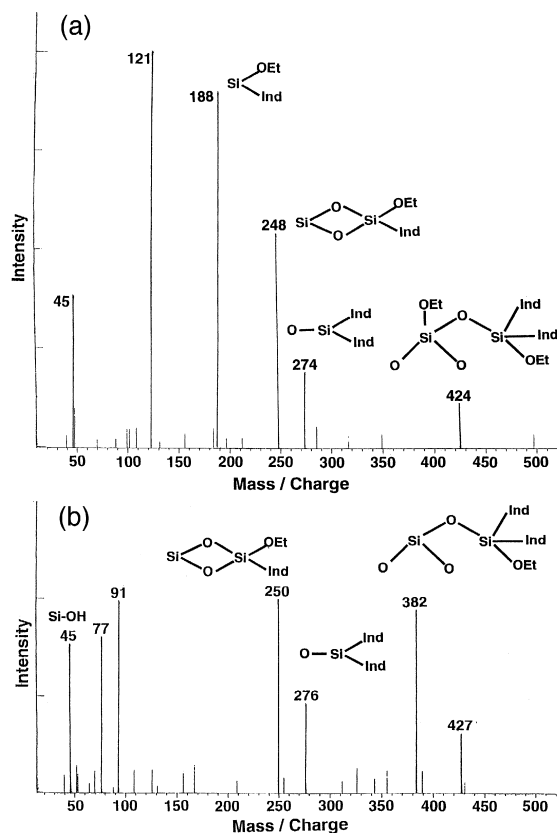 (a)
121
188
Si
OEt
Ind
248
Si
O
O
Si
OEt
Ind
45
O
Si
Ind
Ind
274
OEt
Si
O
O
O
Si
Ind
Ind
OEt
424
Intensity
50 100 150 200 250 300 350 400 450 500
Mass / Charge
(b)
Si
O
O
Si
OEt
Ind
Si
O
O
O
Si
Ind
Ind
OEt
91
250
382
Si-OH
45
77
O
Si
Ind
Ind
276
427
Intensity
50 100 150 200 250 300 350 400 450 500
Mass / Charge